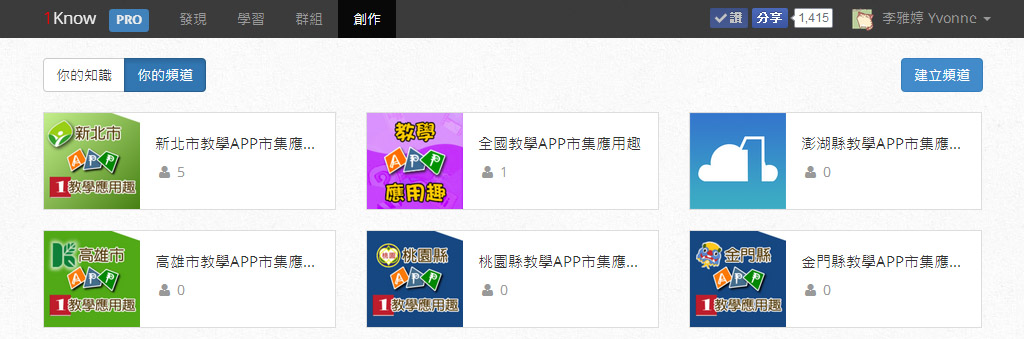 1Know PRO 發現 學習 群組 創作 讚 分享 1,415 李雅婷 Yvonne
你的知識 你的頻道 建立頻道
新北市
APP
1教學應用趣
新北市教學APP市集應...
5
教學
APP
應用趣
全國教學APP市集應用趣
1
1
澎湖縣教學APP市集應...
0
高雄市
APP
1教學應用趣
高雄市教學APP市集應...
0
桃園
桃園縣
APP
1教學應用趣
桃園縣教學APP市集應...
0
金門縣
APP
1教學應用趣
金門縣教學APP市集應...
0